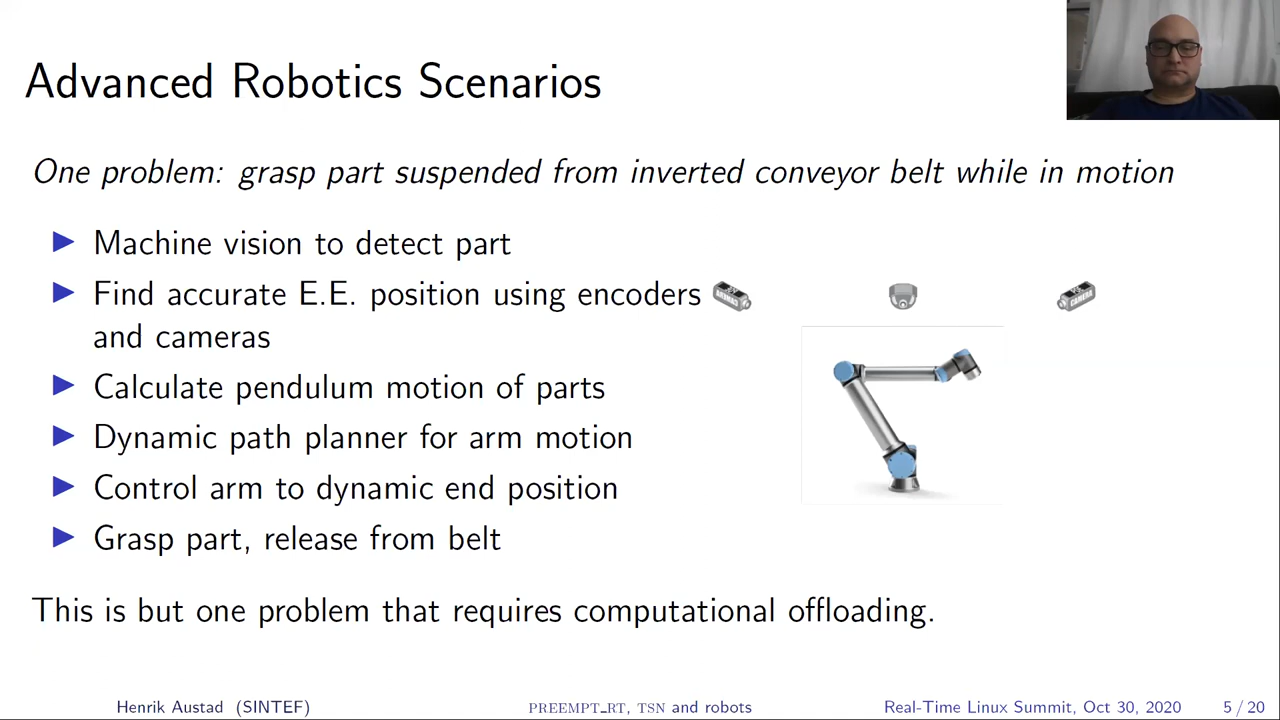 Advanced Robotics Scenarios
One problem: grasp part suspended from inverted conveyor belt while in motion
▶ Machine vision to detect part
▶ Find accurate E.E. position using encoders
and cameras
▶ Calculate pendulum motion of parts
▶ Dynamic path planner for arm motion
▶ Control arm to dynamic end position
▶ Grasp part, release from belt
CAMERA
CAMERA
This is but one problem that requires computational offloading.
Henrik Austad (SINTEF) PREEMPT_RT, TSN and robots Real-Time Linux Summit, Oct 30, 2020 5 / 20